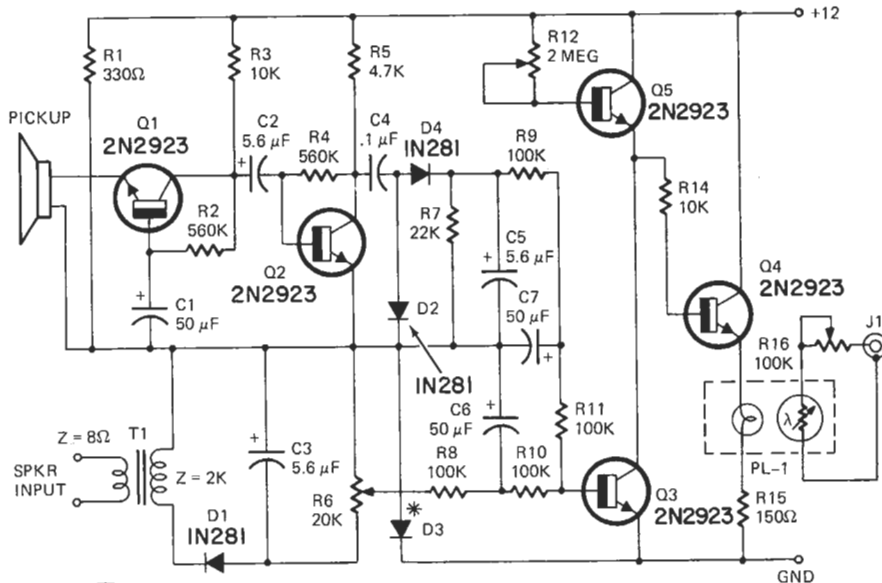 +12
R1
330Ω
R3
10K
R5
4.7K
R12
2 MEG
Q5
2N2923
PICKUP
Q1
2N2923
C2
5.6 µF
+
R4
560K
C4
.1 µF
D4
1N281
R9
100K
R2
560K
R7
22K
R14
10K
Q2
2N2923
+
C5
5.6 µF
+
C1
50 µF
D2
C7
50 µF
+
Q4
2N2923
J1
R16
100K
1N281
λ
PL-1
Z = 8Ω
T1
SPKR
INPUT
Z = 2K
+
C3
5.6 µF
+
C6
50 µF
R8
100K
R10
100K
R11
100K
R6
20K
*
D3
Q3
2N2923
R15
150Ω
D1
1N281
GND